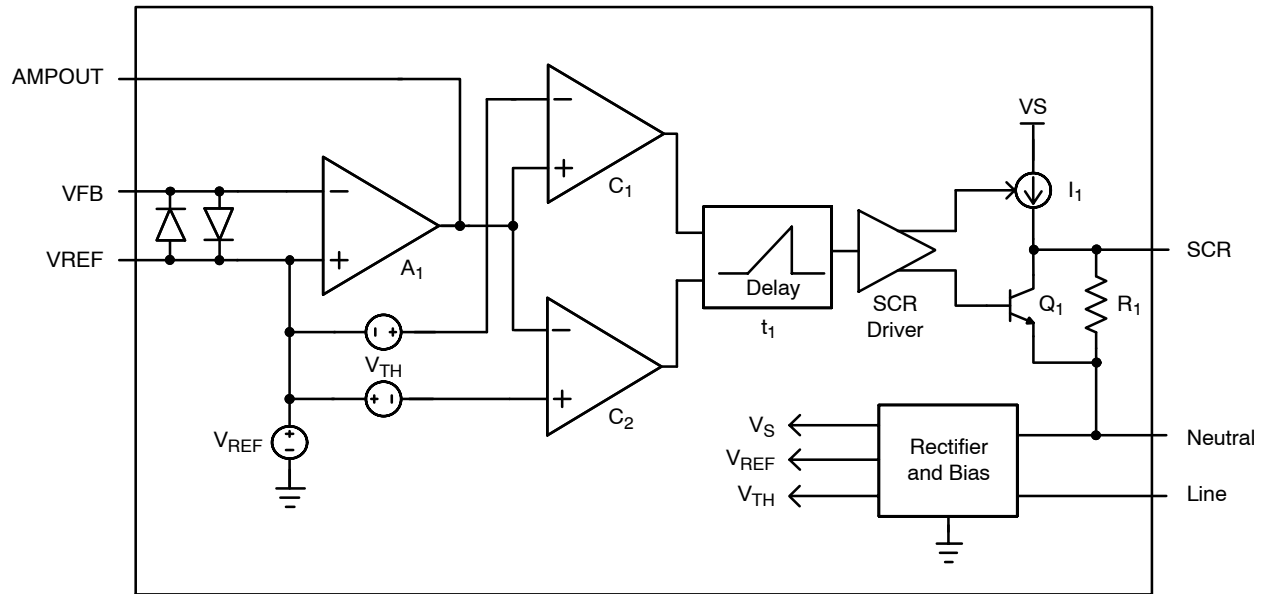 AMPOUT
VFB
VREF
−
+
A1
VTH
VREF
−
+
C1
−
+
C2
Delay
t1
SCR
Driver
VS
I1
Q1
R1
SCR
VS
VREF
VTH
Rectifier
and Bias
Neutral
Line